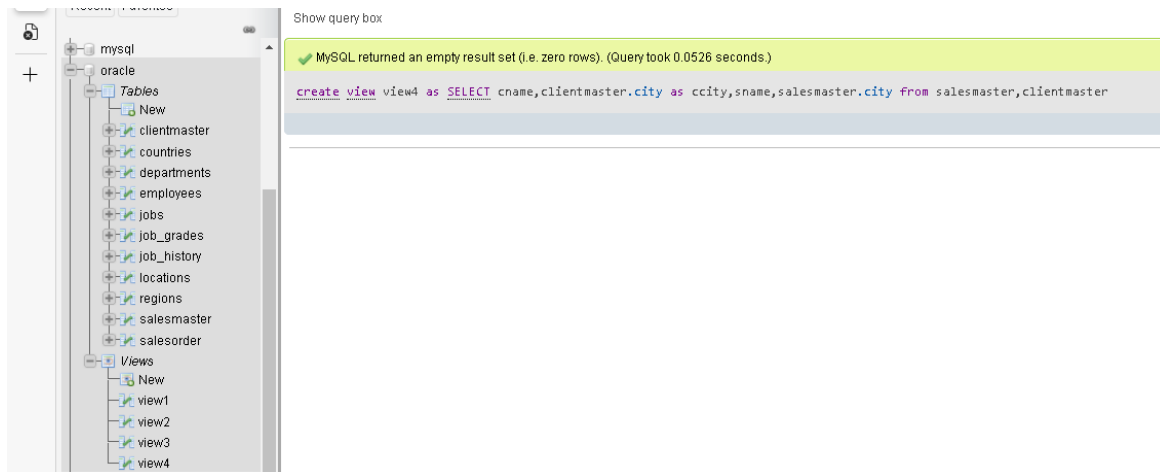 Recent Favorites
Show query box
MySQL returned an empty result set (i.e. zero rows). (Query took 0.0526 seconds.)
create view view4 as SELECT cname,clientmaster.city as ccity,sname,salesmaster.city from salesmaster,clientmaster
mysql
oracle
Tables
New
clientmaster
countries
departments
employees
jobs
job_grades
job_history
locations
regions
salesmaster
salesorder
Views
New
view1
view2
view3
view4